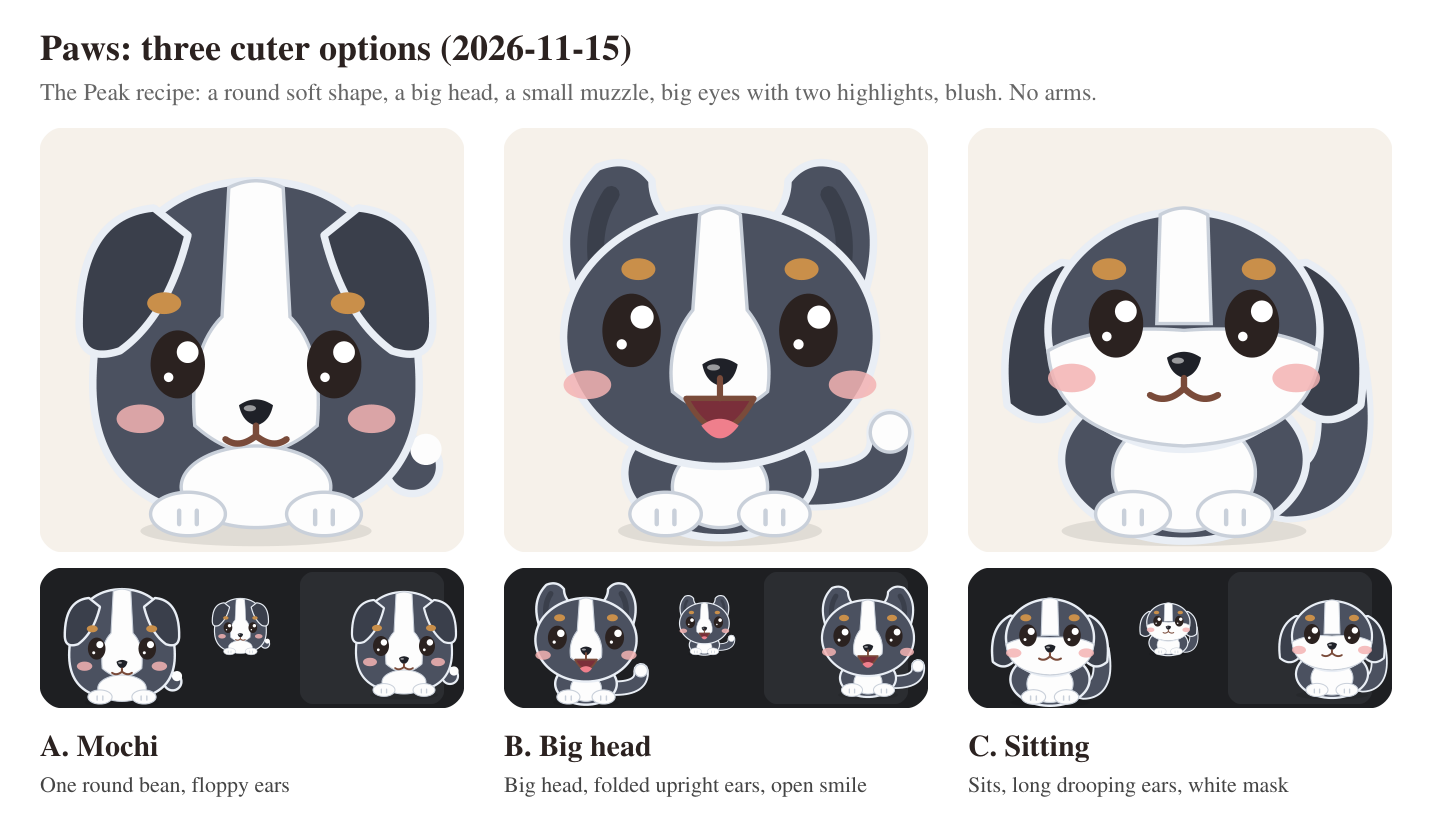 Paws: three cuter options (2026-11-15)
The Peak recipe: a round soft shape, a big head, a small muzzle, big eyes with two highlights, blush. No arms.
A. Mochi
One round bean, floppy ears
B. Big head
Big head, folded upright ears, open smile
C. Sitting
Sits, long drooping ears, white mask